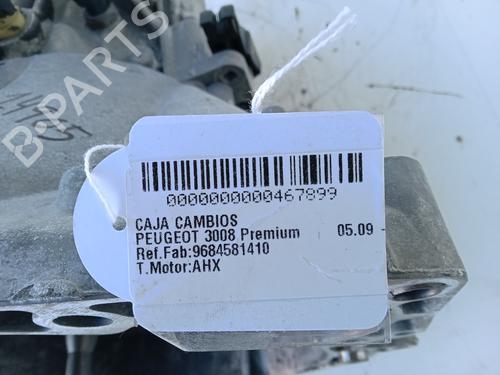 B-PARTS
0000000000467899
CAJA CAMBIOS
PEUGEOT 3008 Premium 05.09 -
Ref.Fab:9684581410
T.Motor:AHX